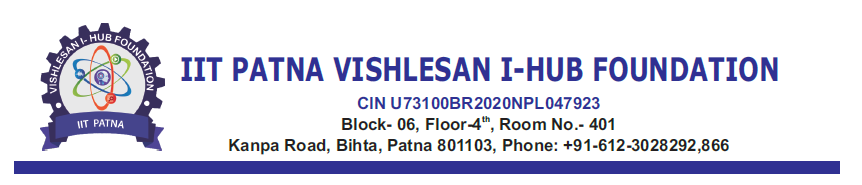 VISHLESAN I- HUB FOUNDATION
IIT PATNA
IIT PATNA VISHLESAN I-HUB FOUNDATION
CIN U73100BR2020NPL047923
Block- 06, Floor-4th, Room No.- 401
Kanpa Road, Bihta, Patna 801103, Phone: +91-612-3028292,866